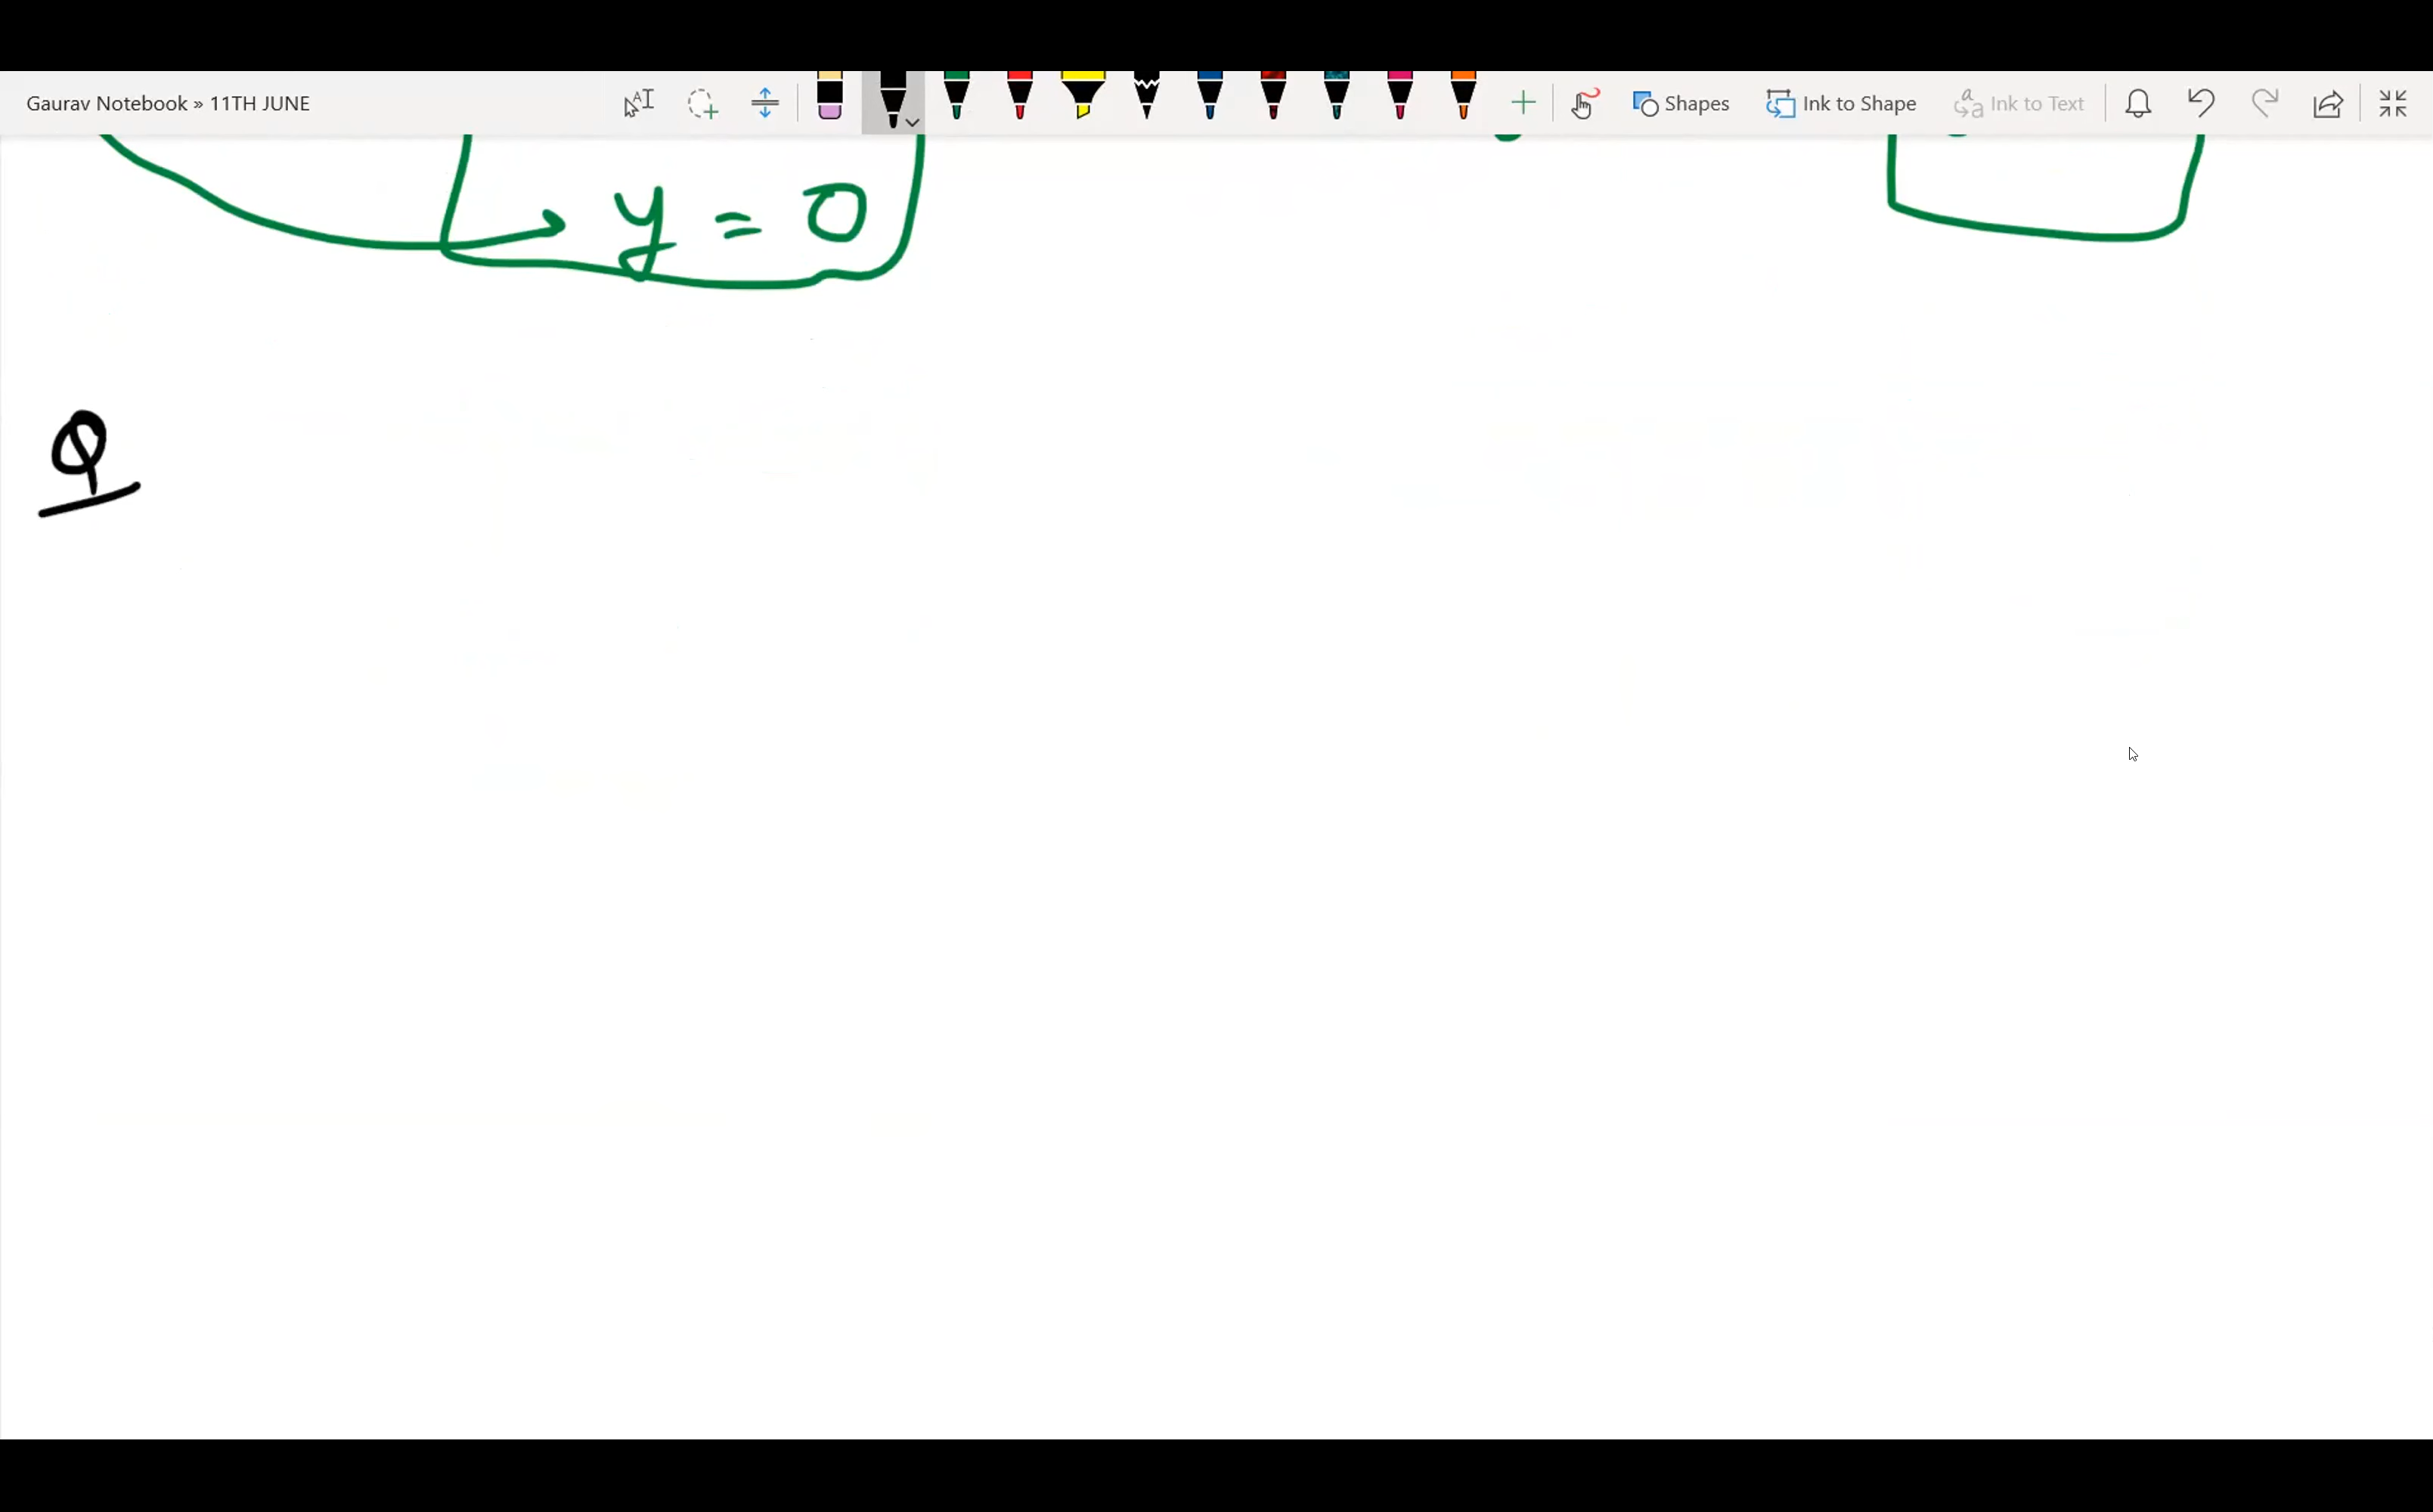 Gaurav Notebook » 11TH JUNE Shapes Ink to Shape Ink to Text
y = 0
Q